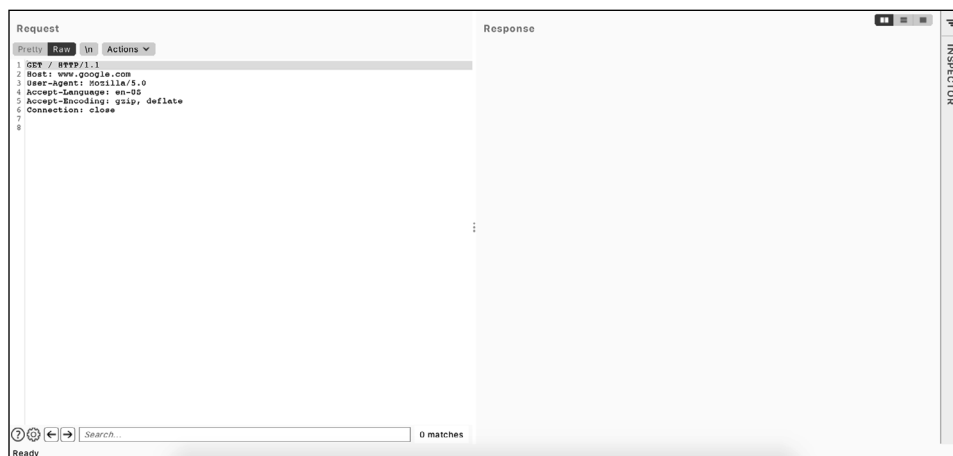 Request
Pretty Raw \n Actions
1 GET / HTTP/1.1
2 Host: www.google.com
3 User-Agent: Mozilla/5.0
4 Accept-Language: en-US
5 Accept-Encoding: gzip, deflate
6 Connection: close
7
8
Search...
0 matches
Ready
Response
INSPECTOR